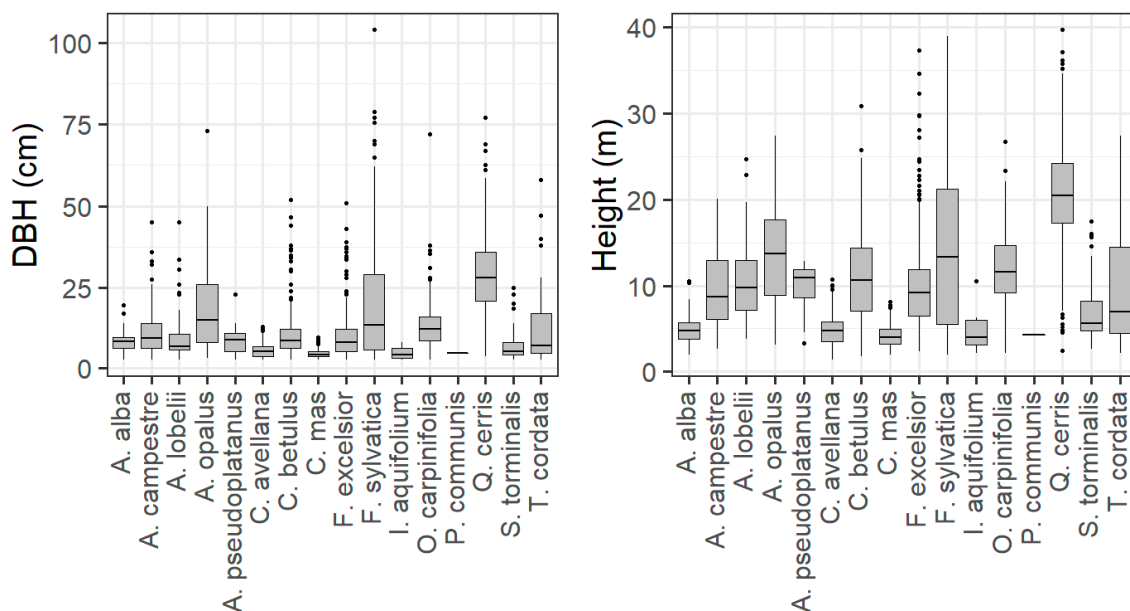 DBH (cm)
100
75
50
25
0
A. alba
A. campestre
A. lobelii
A. opalus
A. pseudoplatanus
C. avellana
C. betulus
C. mas
F. excelsior
F. sylvatica
I. aquifolium
O. carpinifolia
P. communis
Q. cerris
S. torminalis
T. cordata
Height (m)
40
30
20
10
0
A. alba
A. campestre
A. lobelii
A. opalus
A. pseudoplatanus
C. avellana
C. betulus
C. mas
F. excelsior
F. sylvatica
I. aquifolium
O. carpinifolia
P. communis
Q. cerris
S. torminalis
T. cordata